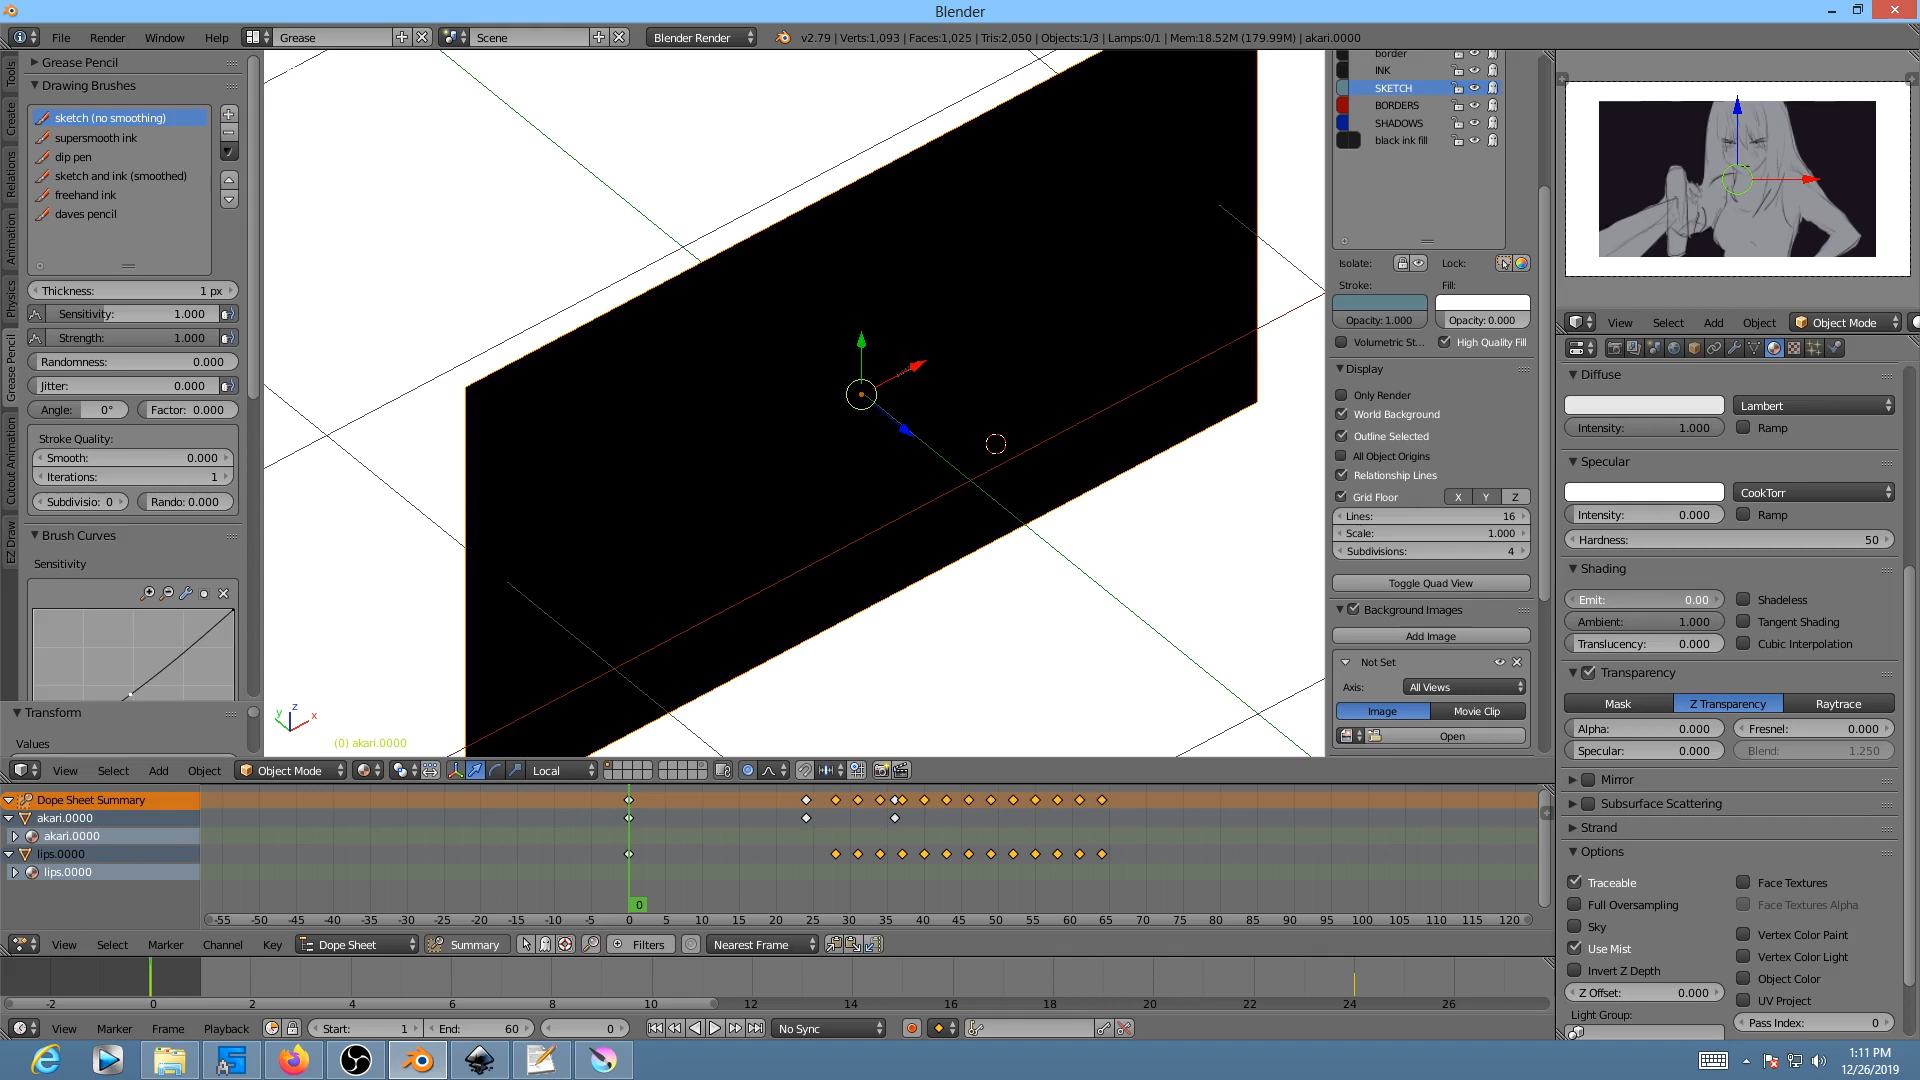 Blender
File Render Window Help Grease Scene Blender Render v2.79 | Verts:1,093 | Faces:1,025 | Tris:2,050 | Objects:1/3 | Lamps:0/1 | Mem:18.52M (179.99M) | akari.0000
Tools
Create
Relations
Animation
Physics
Grease Pencil
Cutout Animation
EZ Draw
Grease Pencil
Drawing Brushes
sketch (no smoothing)
supersmooth ink
dip pen
sketch and ink (smoothed)
freehand ink
daves pencil
Thickness: 1 px
Sensitivity: 1.000
Strength: 1.000
Randomness: 0.000
Jitter: 0.000
Angle: 0° Factor: 0.000
Stroke Quality:
Smooth: 0.000
Iterations: 1
Subdivisio: 0 Rando: 0.000
Brush Curves
Sensitivity
Transform
Values
y z x
(0) akari.0000
border
INK
SKETCH
BORDERS
SHADOWS
black ink fill
Isolate: Lock:
Stroke: Fill:
Opacity: 1.000 Opacity: 0.000
Volumetric St... High Quality Fill
Display
Only Render
World Background
Outline Selected
All Object Origins
Relationship Lines
Grid Floor X Y Z
Lines: 16
Scale: 1.000
Subdivisions: 4
Toggle Quad View
Background Images
Add Image
Not Set
Axis: All Views
Image Movie Clip
Open
View Select Add Object Object Mode
Diffuse
Lambert
Intensity: 1.000 Ramp
Specular
CookTorr
Intensity: 0.000 Ramp
Hardness: 50
Shading
Emit: 0.00 Shadeless
Ambient: 1.000 Tangent Shading
Translucency: 0.000 Cubic Interpolation
Transparency
Mask Z Transparency Raytrace
Alpha: 0.000 Fresnel: 0.000
Specular: 0.000 Blend: 1.250
Mirror
Subsurface Scattering
Strand
Options
Traceable Face Textures
Full Oversampling Face Textures Alpha
Sky
Use Mist Vertex Color Paint
Invert Z Depth Vertex Color Light
Z Offset: 0.000 Object Color
Light Group: UV Project
Pass Index: 0
View Select Add Object Object Mode Local
Dope Sheet Summary
akari.0000
akari.0000
lips.0000
lips.0000
0
-55 -50 -45 -40 -35 -30 -25 -20 -15 -10 -5 0 5 10 15 20 25 30 35 40 45 50 55 60 65 70 75 80 85 90 95 100 105 110 115 120
View Select Marker Channel Key Dope Sheet Summary Filters Nearest Frame
-2 0 2 4 6 8 10 12 14 16 18 20 22 24 26
View Marker Frame Playback Start: 1 End: 60 0 No Sync
1:11 PM
12/26/2019